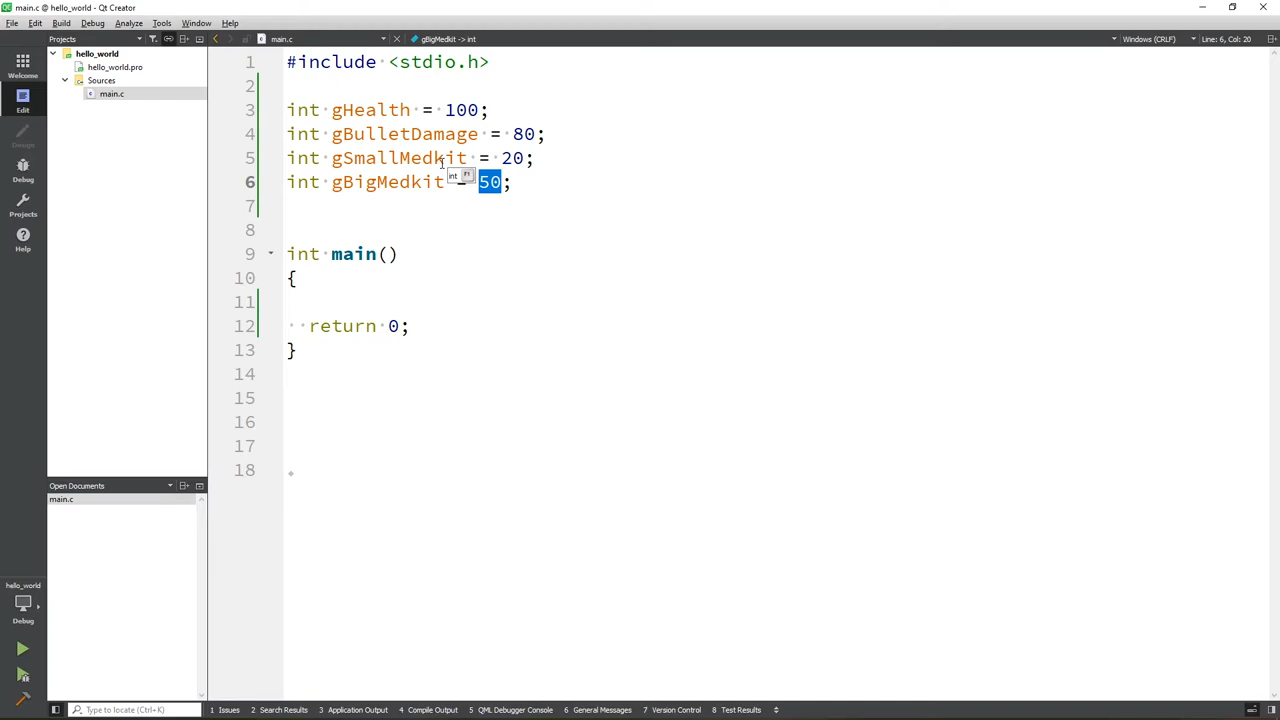 main.c @ hello_world - Qt Creator
File Edit Build Debug Analyze Tools Window Help
Projects main.c gBigMedkit -> int Windows (CRLF) Line: 6, Col: 20
Welcome
Edit
Design
Debug
Projects
Help
hello_world
hello_world.pro
Sources
main.c
1 #include <stdio.h>
2
3 int gHealth = 100;
4 int gBulletDamage = 80;
5 int gSmallMedkit = 20;
int F1
6 int gBigMedkit = 50;
7
8
9 int main()
10 {
11
12 return 0;
13 }
14
15
16
17
18
Open Documents
main.c
hello_world
Debug
Type to locate (Ctrl+K) 1 Issues 2 Search Results 3 Application Output 4 Compile Output 5 QML Debugger Console 6 General Messages 7 Version Control 8 Test Results